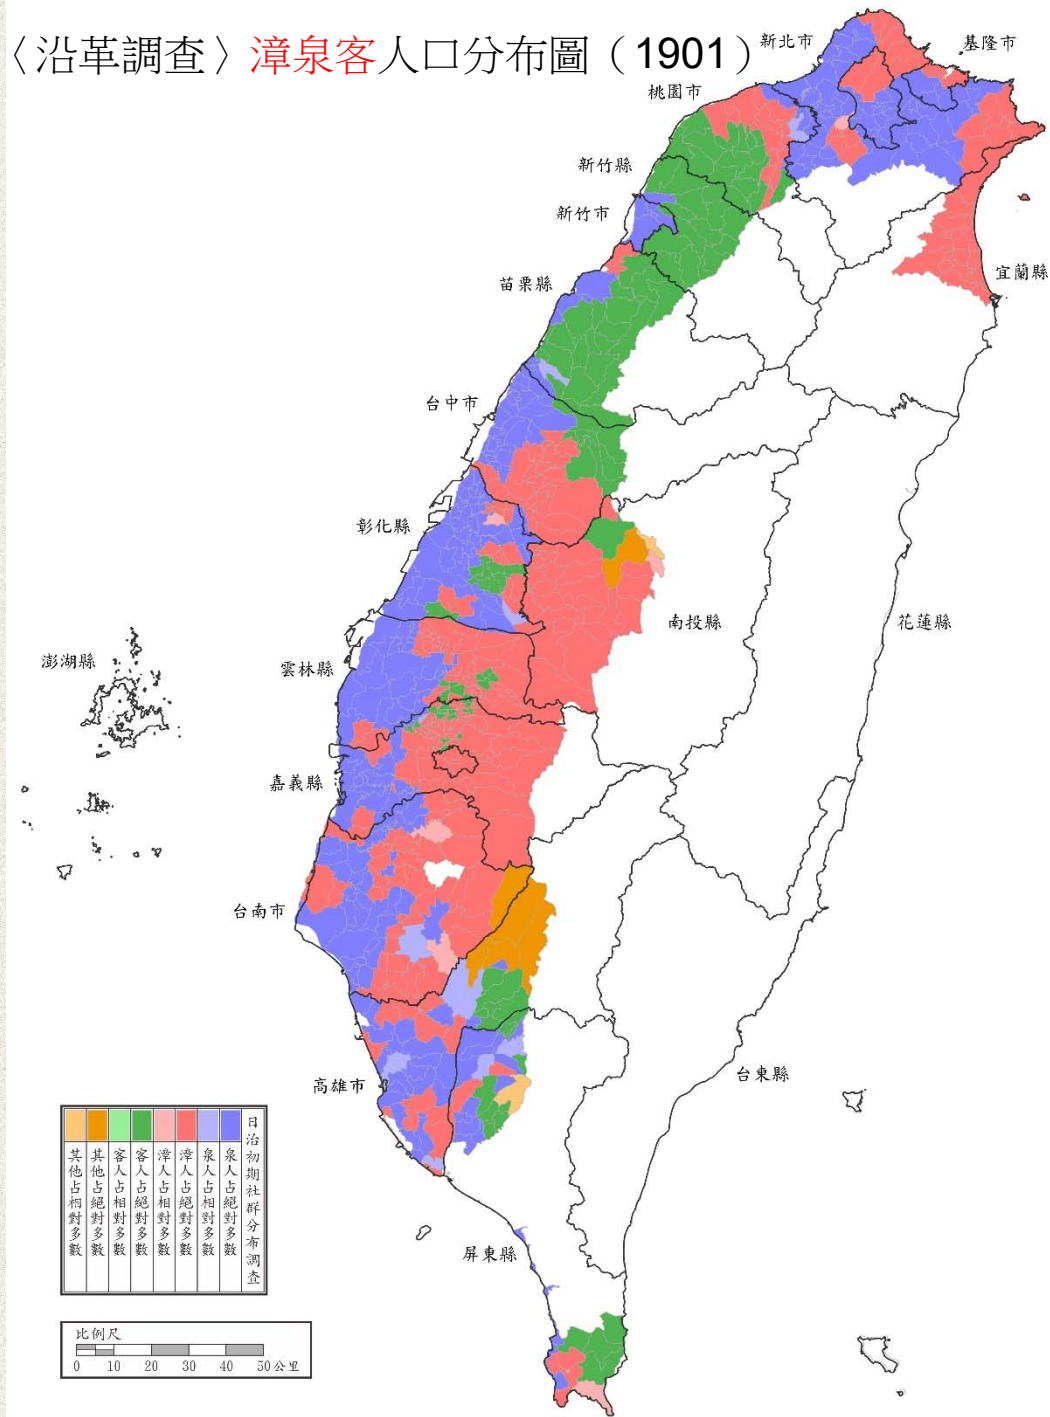 〈沿革調查〉漳泉客人口分布圖（1901）
新北市
基隆市
桃園市
新竹縣
新竹市
苗栗縣
宜蘭縣
台中市
彰化縣
南投縣
花蓮縣
澎湖縣
雲林縣
嘉義縣
台南市
高雄市
台東縣
屏東縣
日治初期社群分布調查
泉人占絕對多數
泉人占相對多數
漳人占絕對多數
漳人占相對多數
客人占絕對多數
客人占相對多數
其他占絕對多數
其他占相對多數
比例尺
0 10 20 30 40 50公里